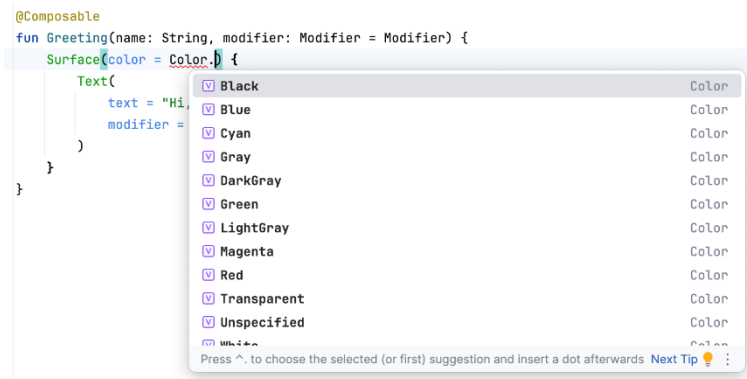 @Composable
fun Greeting(name: String, modifier: Modifier = Modifier) {
Surface(color = Color.) {
Text(
text = "Hi,
modifier =
)
}
}
Black Color
Blue Color
Cyan Color
Gray Color
DarkGray Color
Green Color
LightGray Color
Magenta Color
Red Color
Transparent Color
Unspecified Color
White Color
Press ^. to choose the selected (or first) suggestion and insert a dot afterwards Next Tip